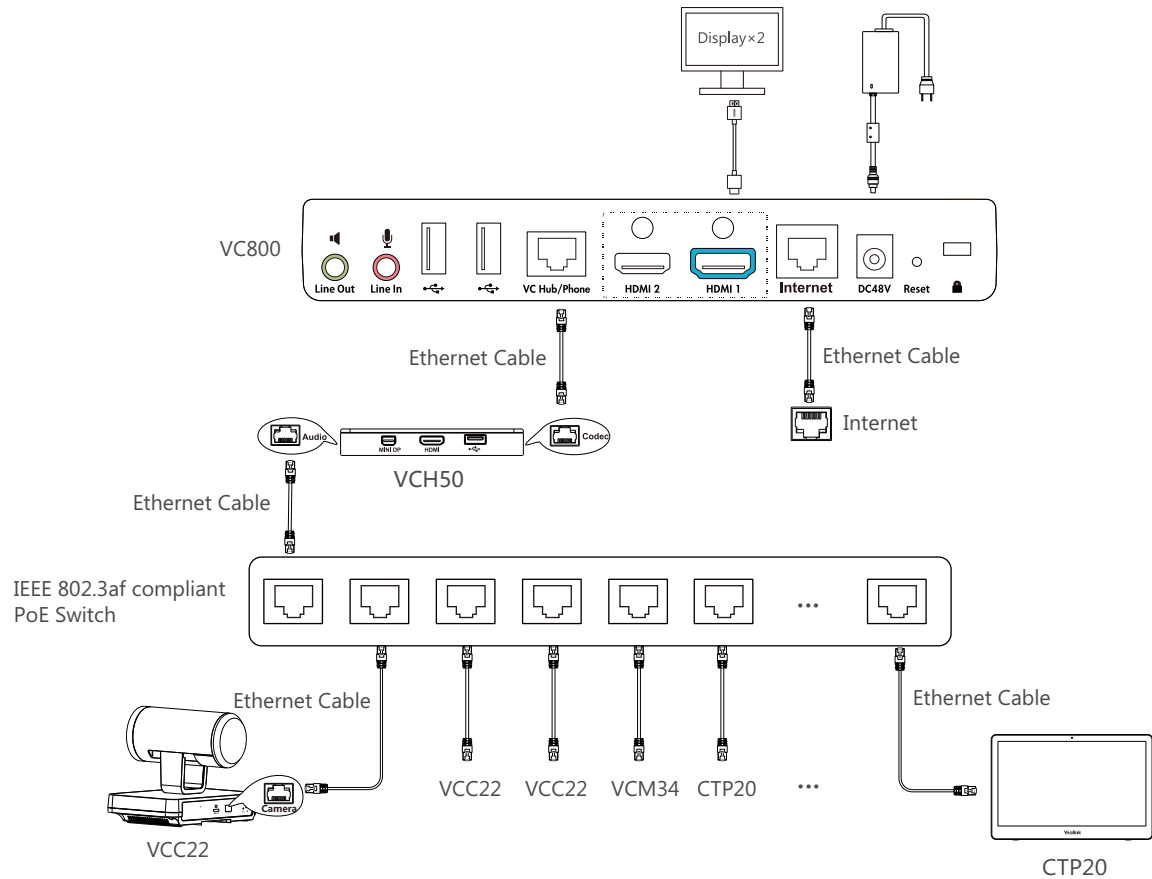 Display×2
VC800
Line Out
Line In
VC Hub/Phone
HDMI 2
HDMI 1
Internet
DC48V
Reset
Ethernet Cable
Ethernet Cable
Internet
Audio
MINI DP
HDMI
Codec
VCH50
Ethernet Cable
IEEE 802.3af compliant
PoE Switch
...
Ethernet Cable
Ethernet Cable
VCC22
VCC22
VCM34
CTP20
...
Camera
VCC22
Yealink
CTP20